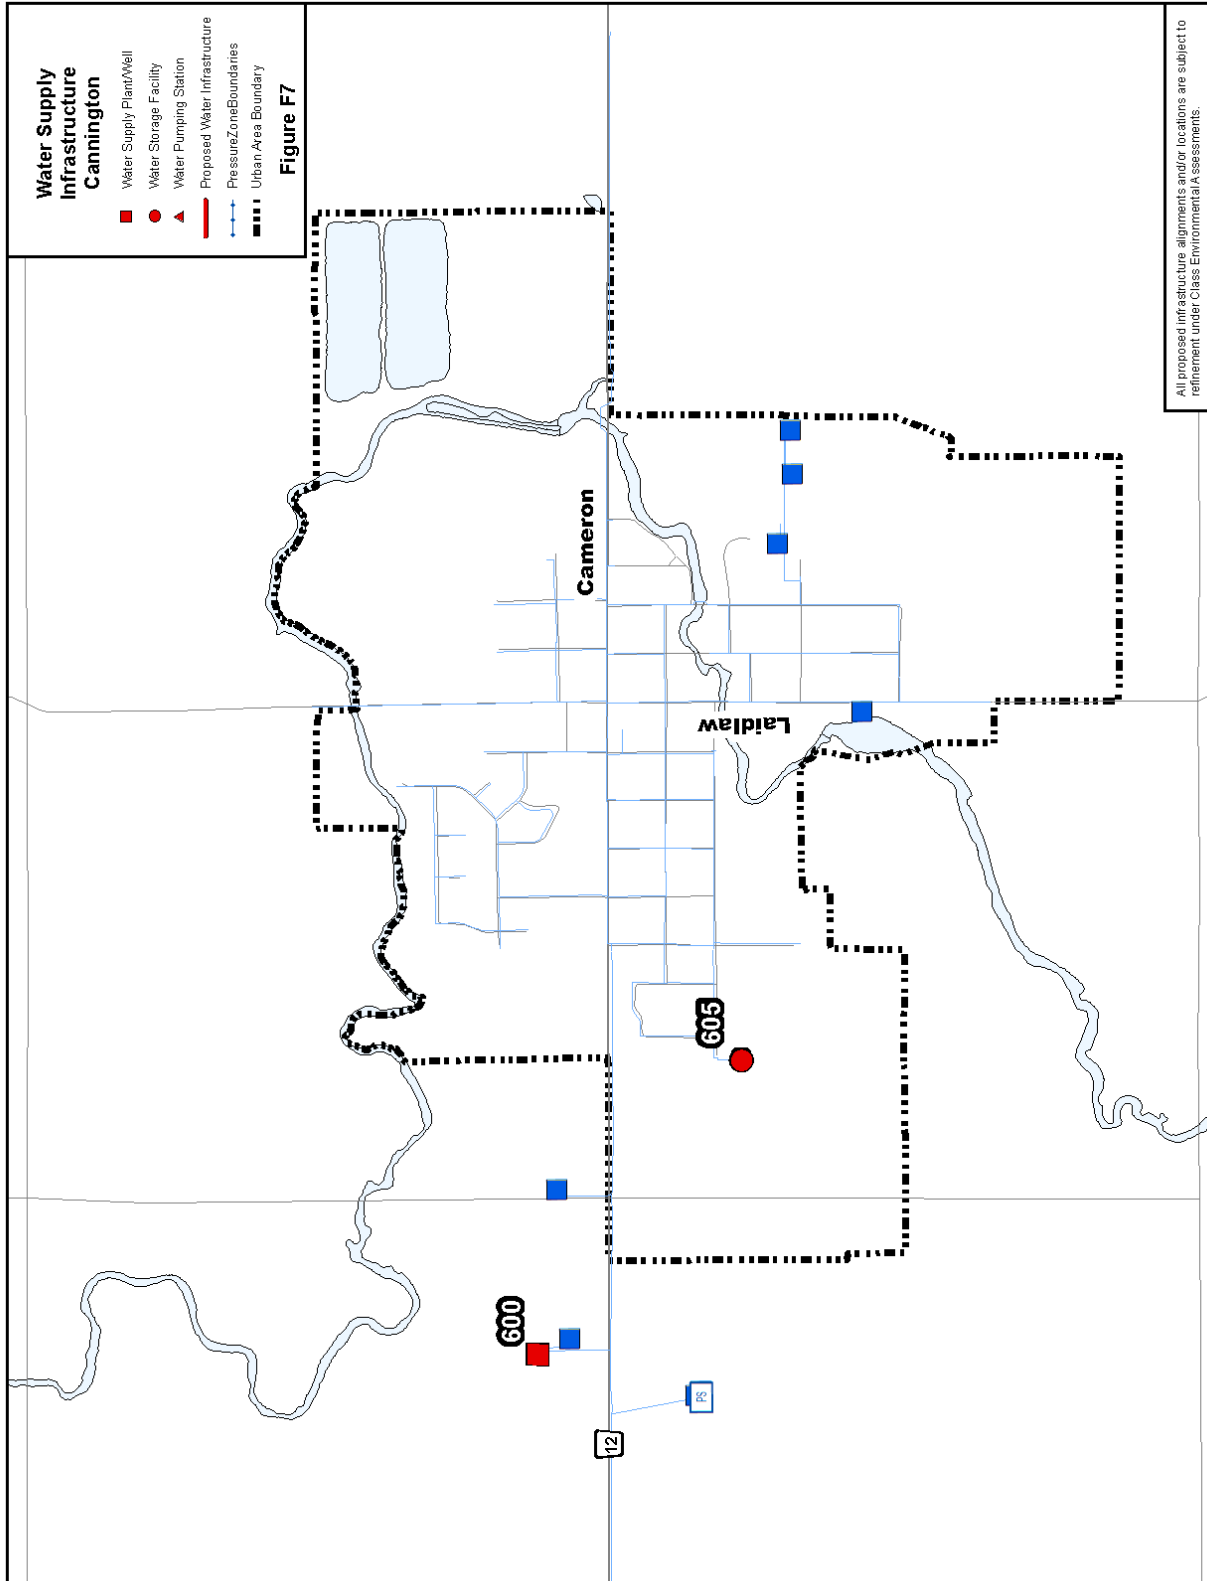 Water Supply
Infrastructure
Cannington
Water Supply Plant/Well
Water Storage Facility
Water Pumping Station
Proposed Water Infrastructure
PressureZoneBoundaries
Urban Area Boundary
Figure F7
Cameron
Laidlaw
605
600
PS
12
All proposed infrastructure alignments and/or locations are subject to
refinement under Class Environmental Assessments.